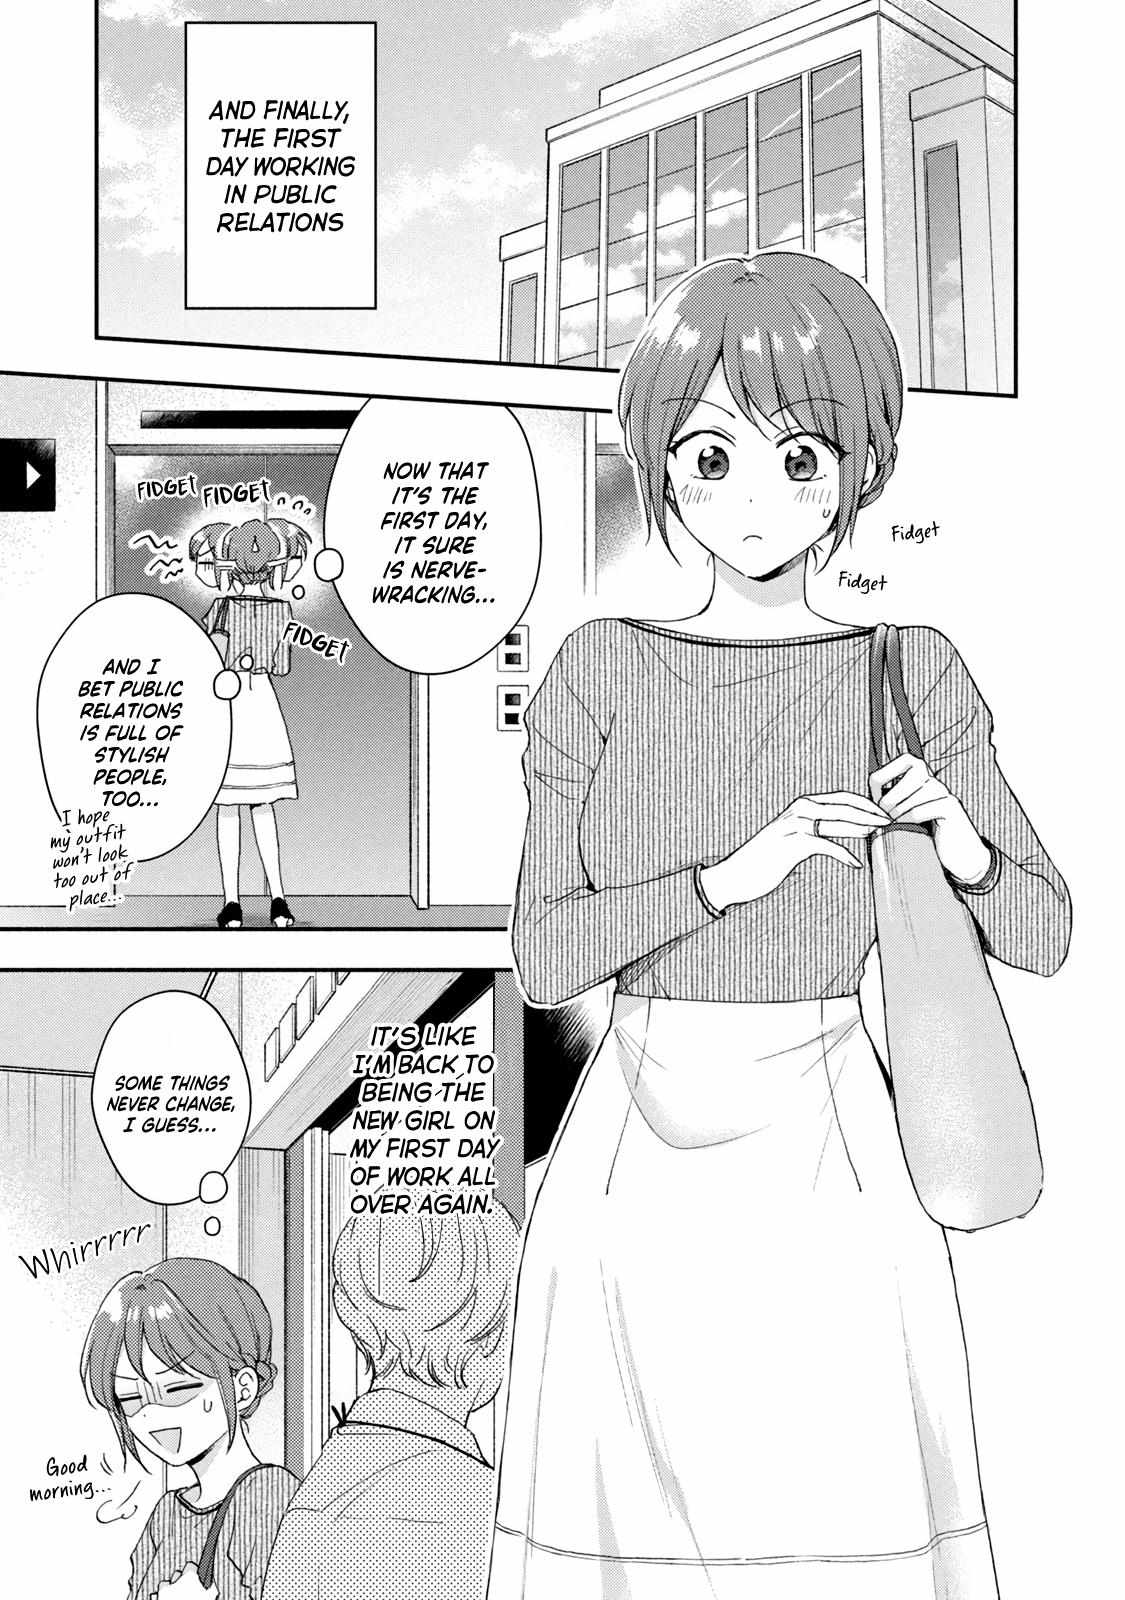 AND FINALLY,
THE FIRST
DAY WORKING
IN PUBLIC
RELATIONS
Fidget
Fidget
NOW THAT
IT'S THE
FIRST DAY,
IT SURE
IS NERVE-
WRACKING...
FIDGET
FIDGET
FIDGET
AND I
BET PUBLIC
RELATIONS
IS FULL OF
STYLISH
PEOPLE,
TOO...
I hope
my outfit
won't look
too out of
place...
IT'S LIKE
I'M BACK TO
BEING THE
NEW GIRL ON
MY FIRST DAY
OF WORK ALL
OVER AGAIN.
SOME THINGS
NEVER CHANGE,
I GUESS...
Whirrrrr
Good
morning...